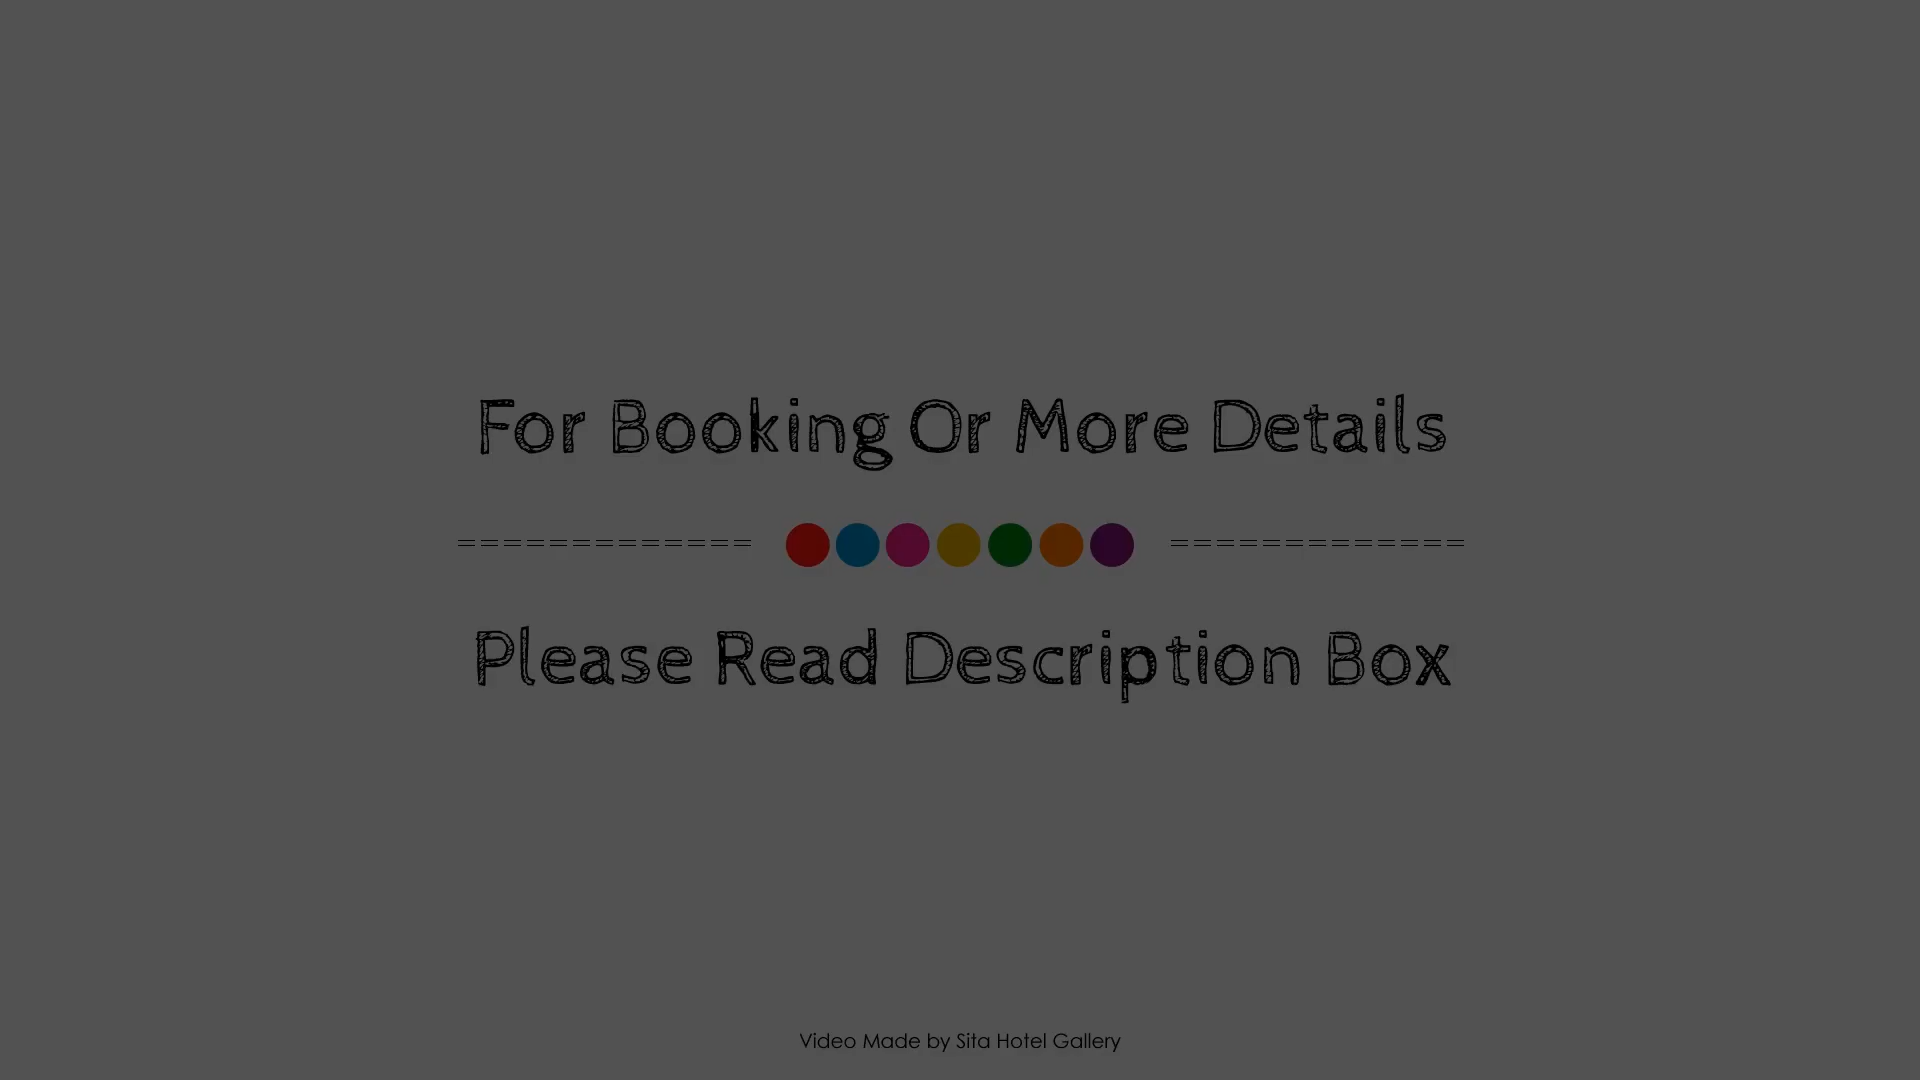 For Booking Or More Details
============= =============
Please Read Description Box
Video Made by Sita Hotel Gallery